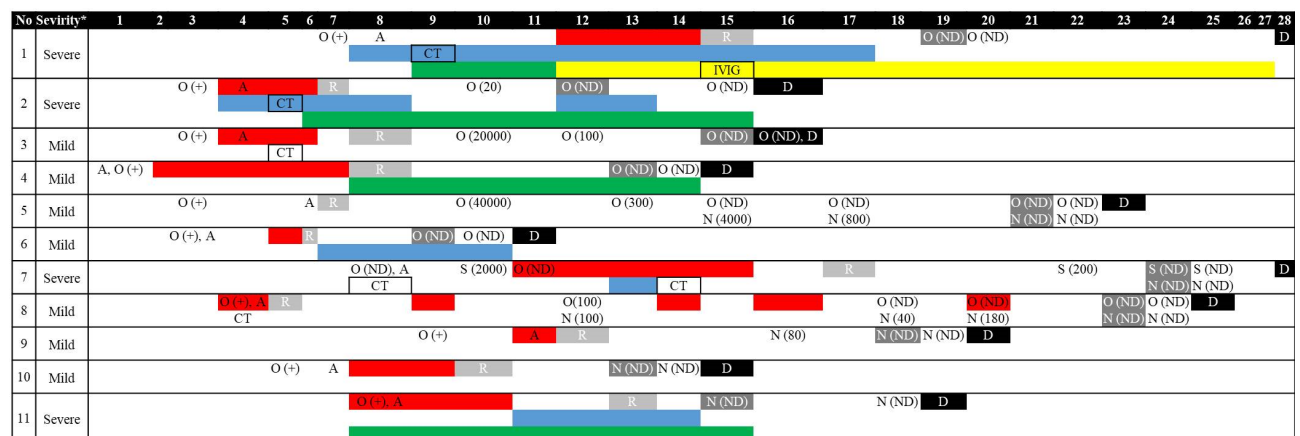 No Sevirity* 1 2 3 4 5 6 7 8 9 10 11 12 13 14 15 16 17 18 19 20 21 22 23 24 25 26 27 28
O (+) A R O (ND) O (ND) D
1 Severe CT
IVIG
O (+) A R O (20) O (ND) O (ND) D
2 Severe CT
O (+) A R O (20000) O (100) O (ND) O (ND), D
3 Mild
CT
A, O (+) R O (ND) O (ND) D
4 Mild
O (+) A R O (40000) O (300) O (ND) O (ND) O (ND) O (ND) D
5 Mild
N (4000) N (800) N (ND) N (ND)
O (+), A R O (ND) O (ND) D
6 Mild
O (ND), A S (2000) O (ND) R S (200) S (ND) S (ND) D
7 Severe
CT CT N (ND) N (ND)
O (+), A R O(100) O (ND) O (ND) O (ND) O (ND) D
8 Mild
CT N (100) N (40) N (180) N (ND) N (ND)
O (+) A R N (80) N (ND) N (ND) D
9 Mild
O (+) A R N (ND) N (ND) D
10 Mild
O (+), A R N (ND) N (ND) D
11 Severe